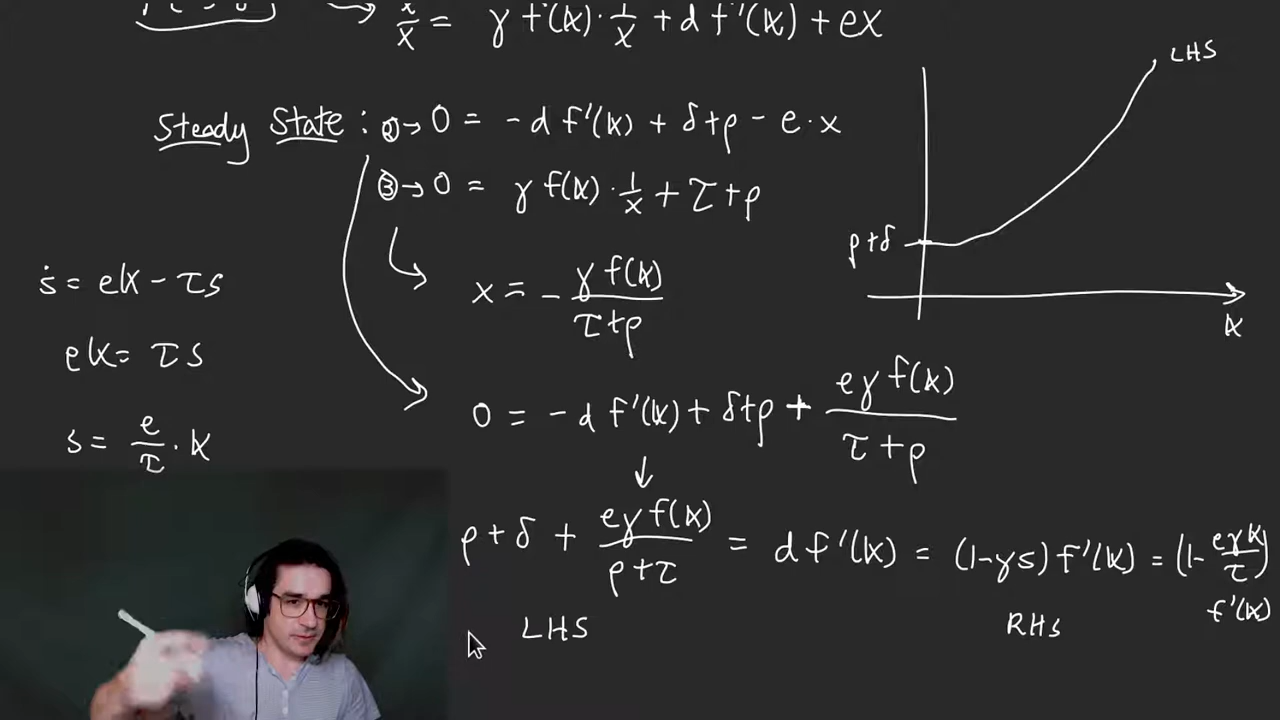 ẋ/x = γ f(k) · 1/x + d f'(k) + ex
Steady State : ② → 0 = - d f'(k) + δ+ρ - e · x
③ → 0 = γ f(k) · 1/x + τ + ρ
x = - γ f(k) / τ+ρ
0 = - d f'(k) + δ+ρ + eγ f(k) / τ+ρ
ρ+δ + eγ f(k) / ρ+τ = d f'(k) = (1-γs) f'(k) = (1 - eγk/τ) f'(k)
LHS
RHS
ṡ = ek - τs
ek = τs
s = e/τ · k
LHS
ρ+δ
k